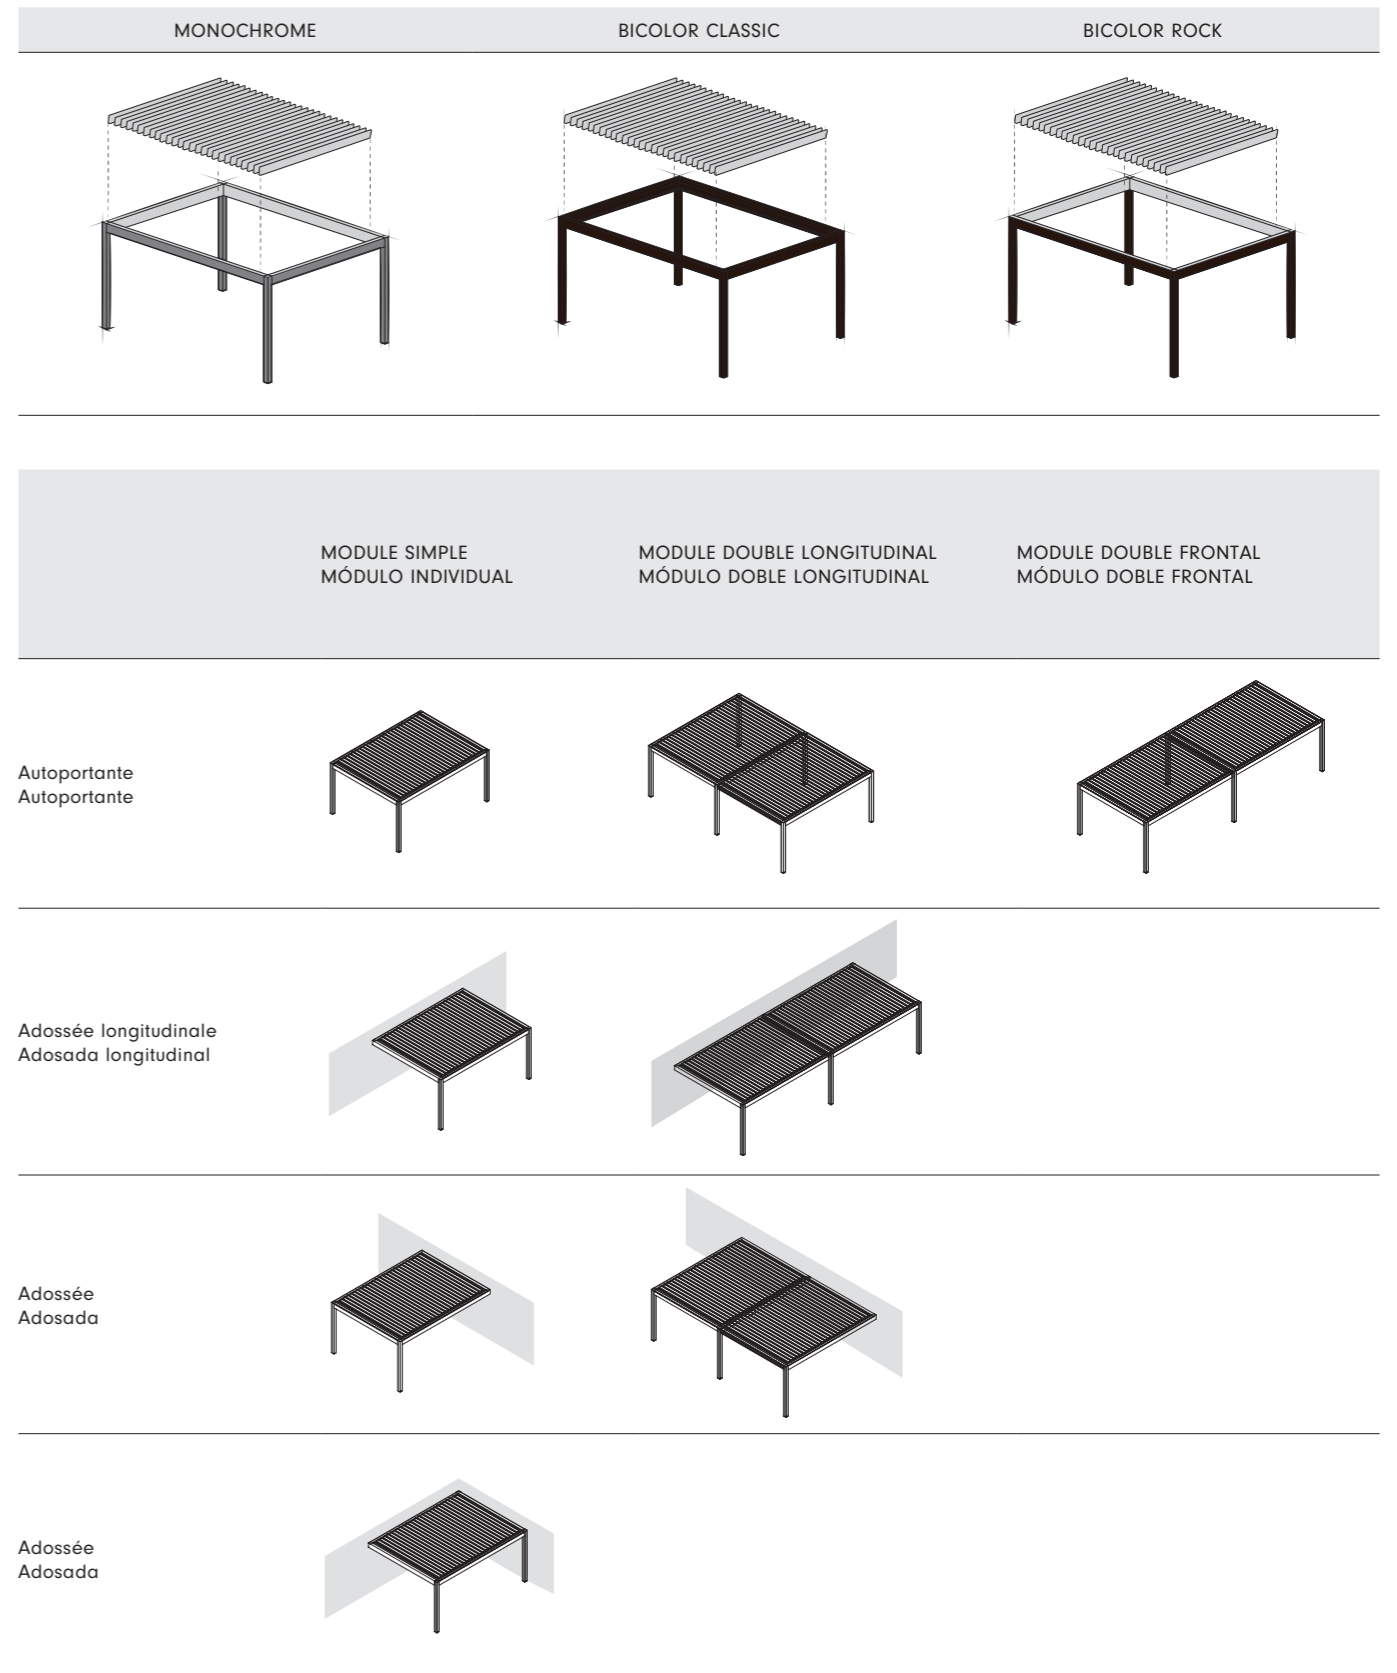 MONOCHROME
BICOLOR CLASSIC
BICOLOR ROCK
MODULE SIMPLE
MÓDULO INDIVIDUAL
MODULE DOUBLE LONGITUDINAL
MÓDULO DOBLE LONGITUDINAL
MODULE DOUBLE FRONTAL
MÓDULO DOBLE FRONTAL
Autoportante
Autoportante
Adossée longitudinale
Adosada longitudinal
Adossée
Adosada
Adossée
Adosada